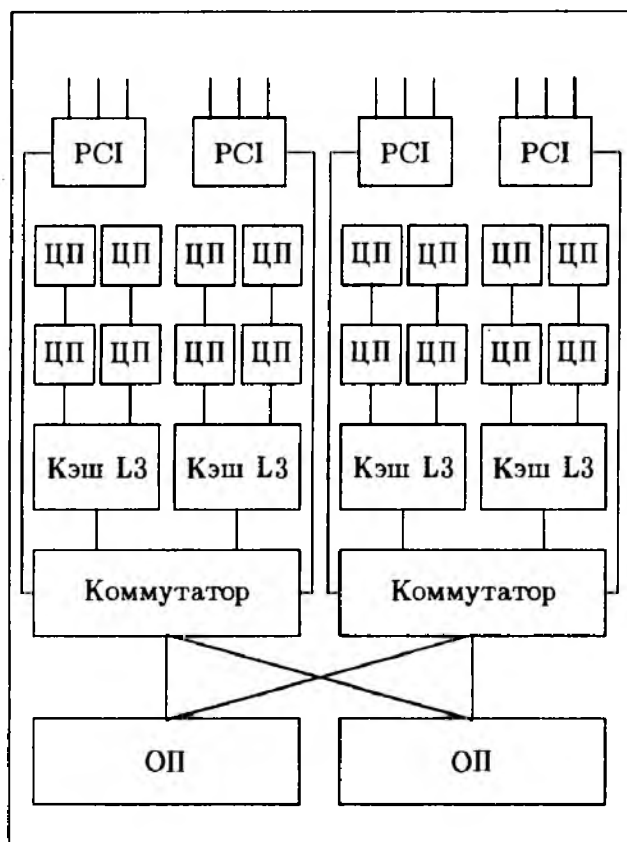 PCI PCI PCI PCI
ЦП ЦП ЦП ЦП ЦП ЦП ЦП ЦП
ЦП ЦП ЦП ЦП ЦП ЦП ЦП ЦП
Кэш L3 Кэш L3 Кэш L3 Кэш L3
Коммутатор Коммутатор
ОП ОП